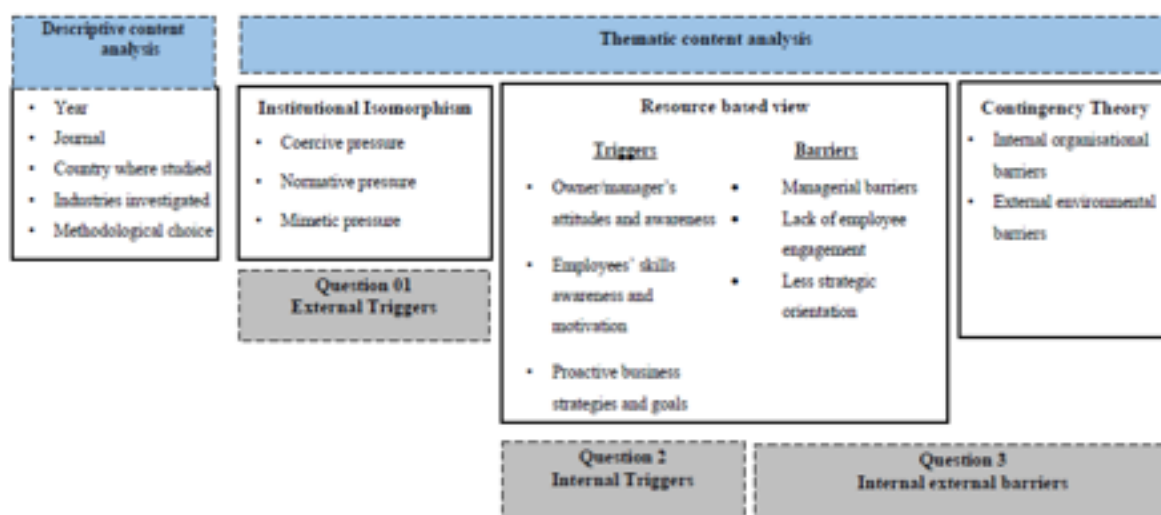 Descriptive content
analysis
Thematic content analysis
• Year
• Journal
• Country where studied
• Industries investigated
• Methodological choice
Institutional Isomorphism
• Coercive pressure
• Normative pressure
• Mimetic pressure
Question 01
External Triggers
Resource based view
Triggers
• Owner/manager's
attitudes and awareness
• Employees' skills
awareness and
motivation
• Proactive business
strategies and goals
Barriers
• Managerial barriers
• Lack of employee
engagement
• Less strategic
orientation
Contingency Theory
• Internal organisational
barriers
• External environmental
barriers
Question 2
Internal Triggers
Question 3
Internal external barriers